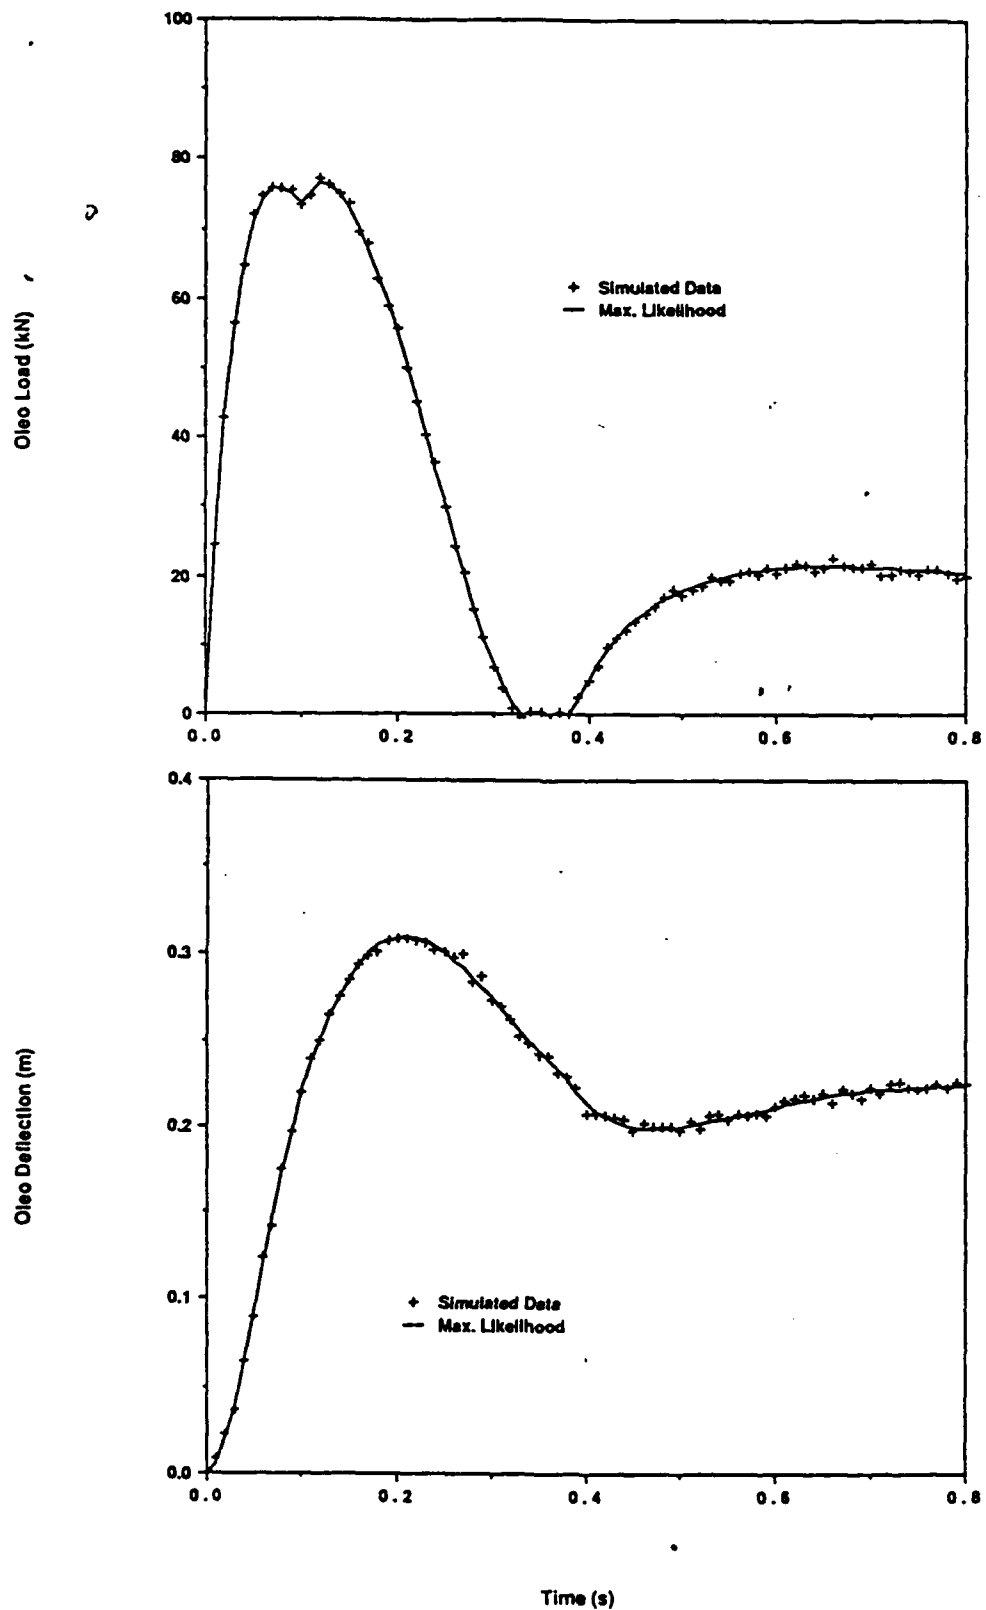 100
80
60
40
20
0
Oleo Load (kN)
+ Simulated Data
— Max. Likelihood
0.0 0.2 0.4 0.6 0.8
0.4
0.3
0.2
0.1
0.0
Oleo Deflection (m)
+ Simulated Data
— Max. Likelihood
0.0 0.2 0.4 0.6 0.8
Time (s)